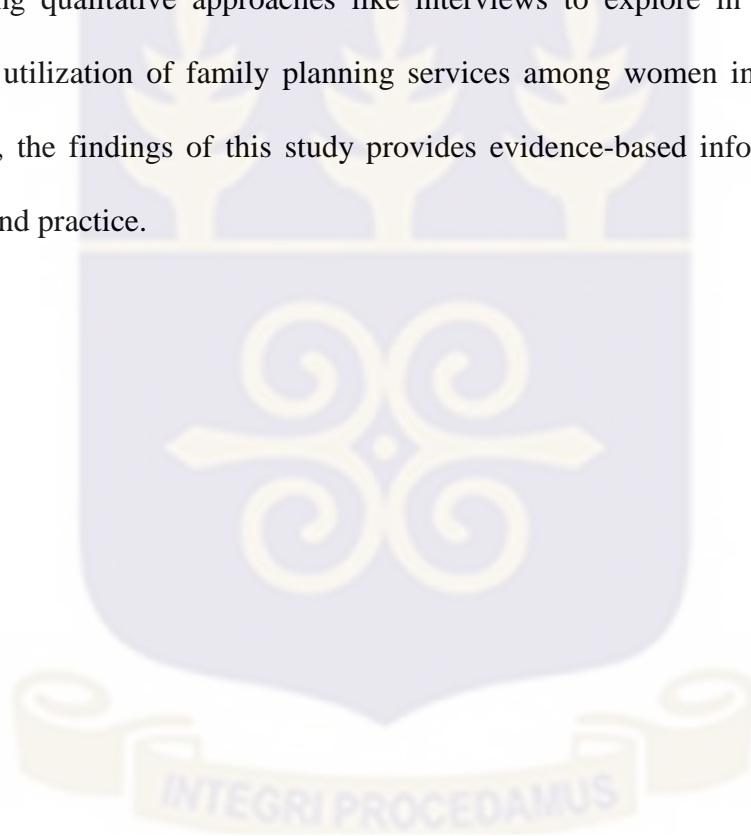 qualitative approaches like interviews to explore in
utilization of family planning services among women in
, the findings of this study provides evidence-based info
nd practice.
INTEGRI PROCEDAMUS